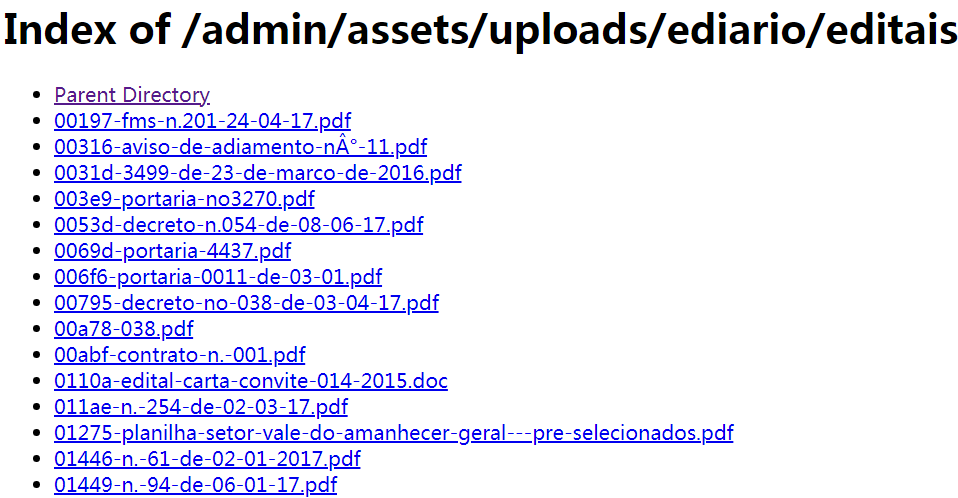 Index of /admin/assets/uploads/ediario/editais
Parent Directory
00197-fms-n.201-24-04-17.pdf
00316-aviso-de-adiamento-nÂ°-11.pdf
0031d-3499-de-23-de-marco-de-2016.pdf
003e9-portaria-no3270.pdf
0053d-decreto-n.054-de-08-06-17.pdf
0069d-portaria-4437.pdf
006f6-portaria-0011-de-03-01.pdf
00795-decreto-no-038-de-03-04-17.pdf
00a78-038.pdf
00abf-contrato-n.-001.pdf
0110a-edital-carta-convite-014-2015.doc
011ae-n.-254-de-02-03-17.pdf
01275-planilha-setor-vale-do-amanhecer-geral---pre-selecionados.pdf
01446-n.-61-de-02-01-2017.pdf
01449-n.-94-de-06-01-17.pdf